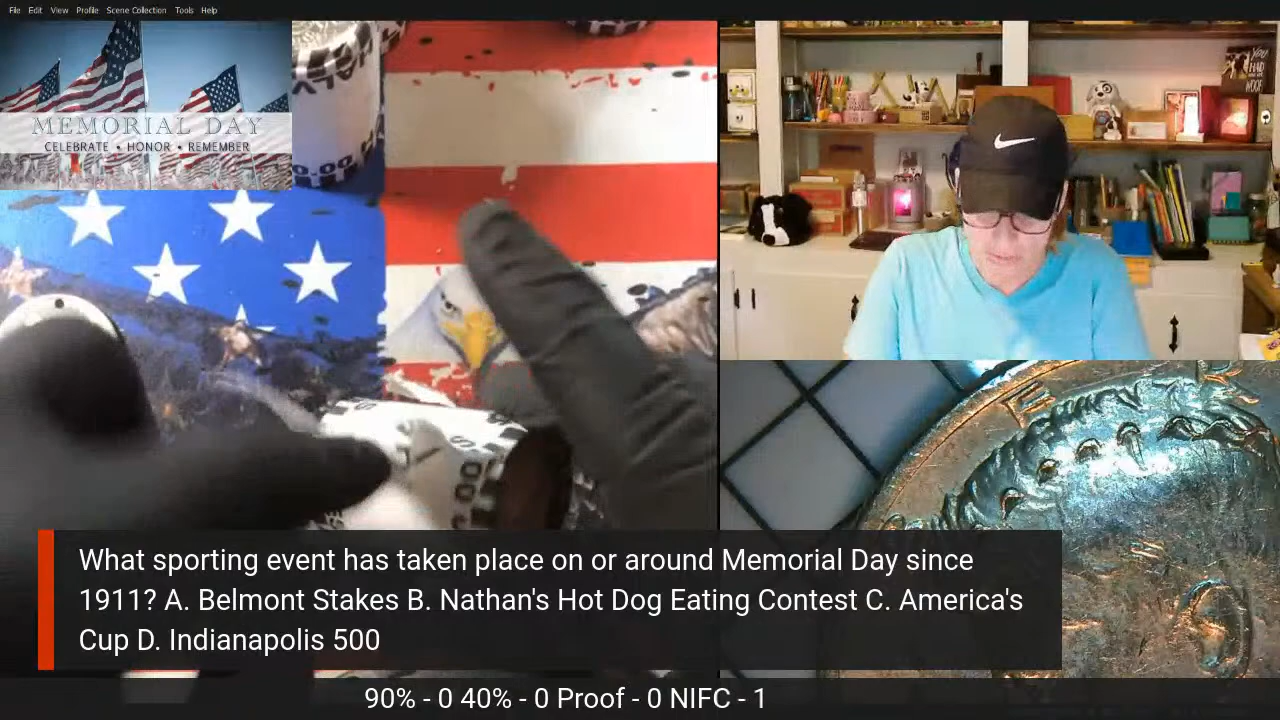 File Edit View Profile Scene Collection Tools Help
MEMORIAL DAY
CELEBRATE • HONOR • REMEMBER
What sporting event has taken place on or around Memorial Day since
1911? A. Belmont Stakes B. Nathan's Hot Dog Eating Contest C. America's
Cup D. Indianapolis 500
90% - 0 40% - 0 Proof - 0 NIFC - 1